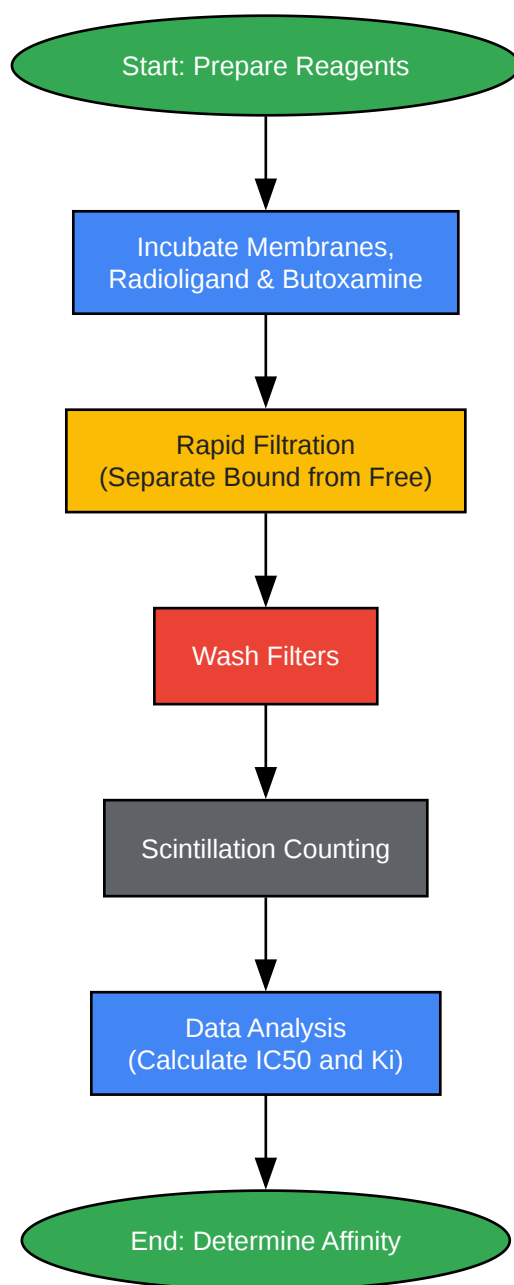 Start: Prepare Reagents
Incubate Membranes,
Radioligand & Butoxamine
Rapid Filtration
(Separate Bound from Free)
Wash Filters
Scintillation Counting
Data Analysis
(Calculate IC50 and Ki)
End: Determine Affinity